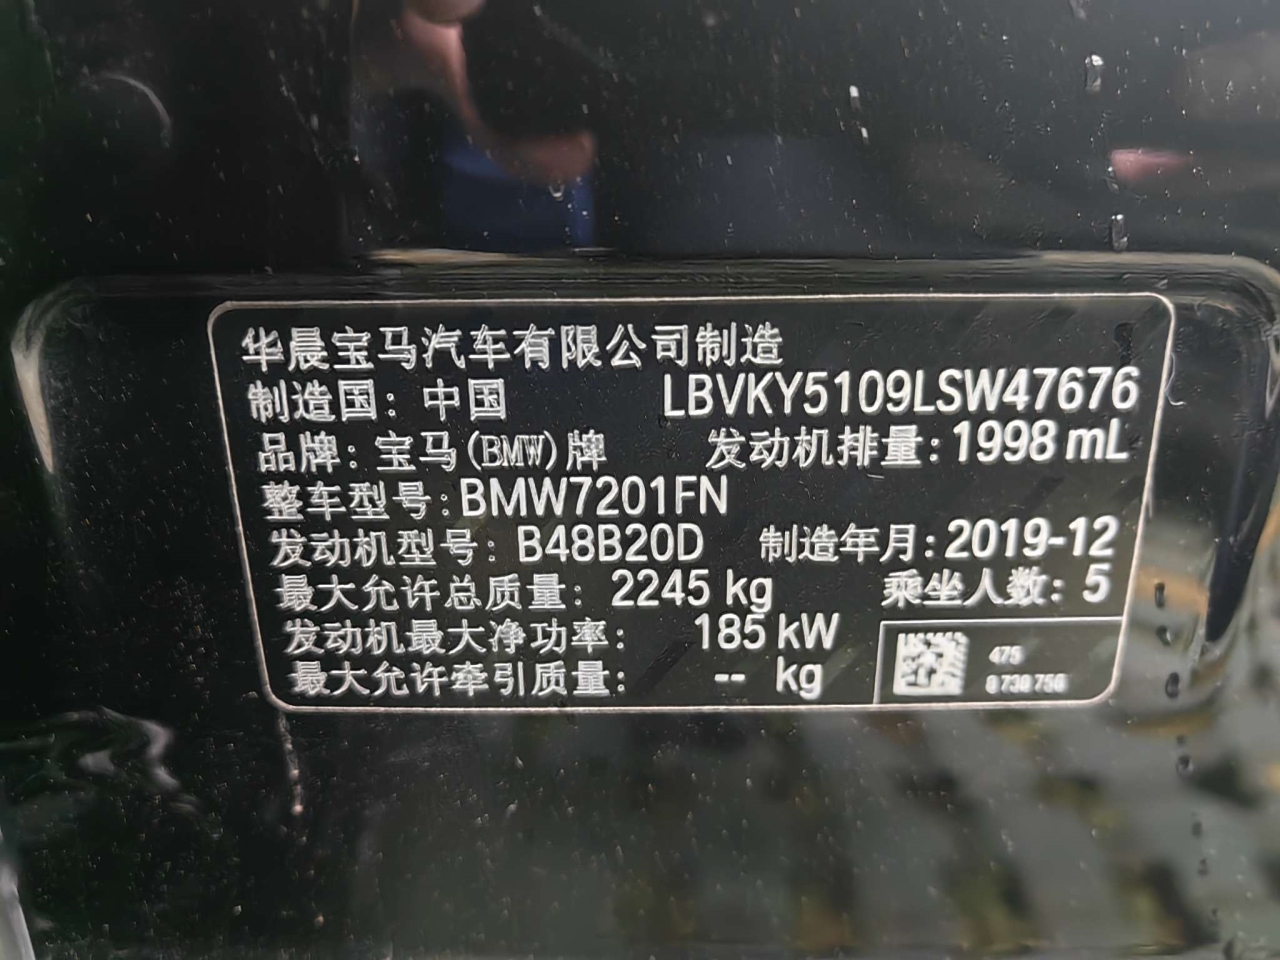 华晨宝马汽车有限公司制造
制造国：中国 LBVKY5109LSW47676
品牌：宝马(BMW)牌 发动机排量：1998 mL
整车型号：BMW7201FN
发动机型号：B48B20D 制造年月：2019-12
最大允许总质量：2245 kg 乘坐人数：5
发动机最大净功率：185 kW
最大允许牵引质量：-- kg
475